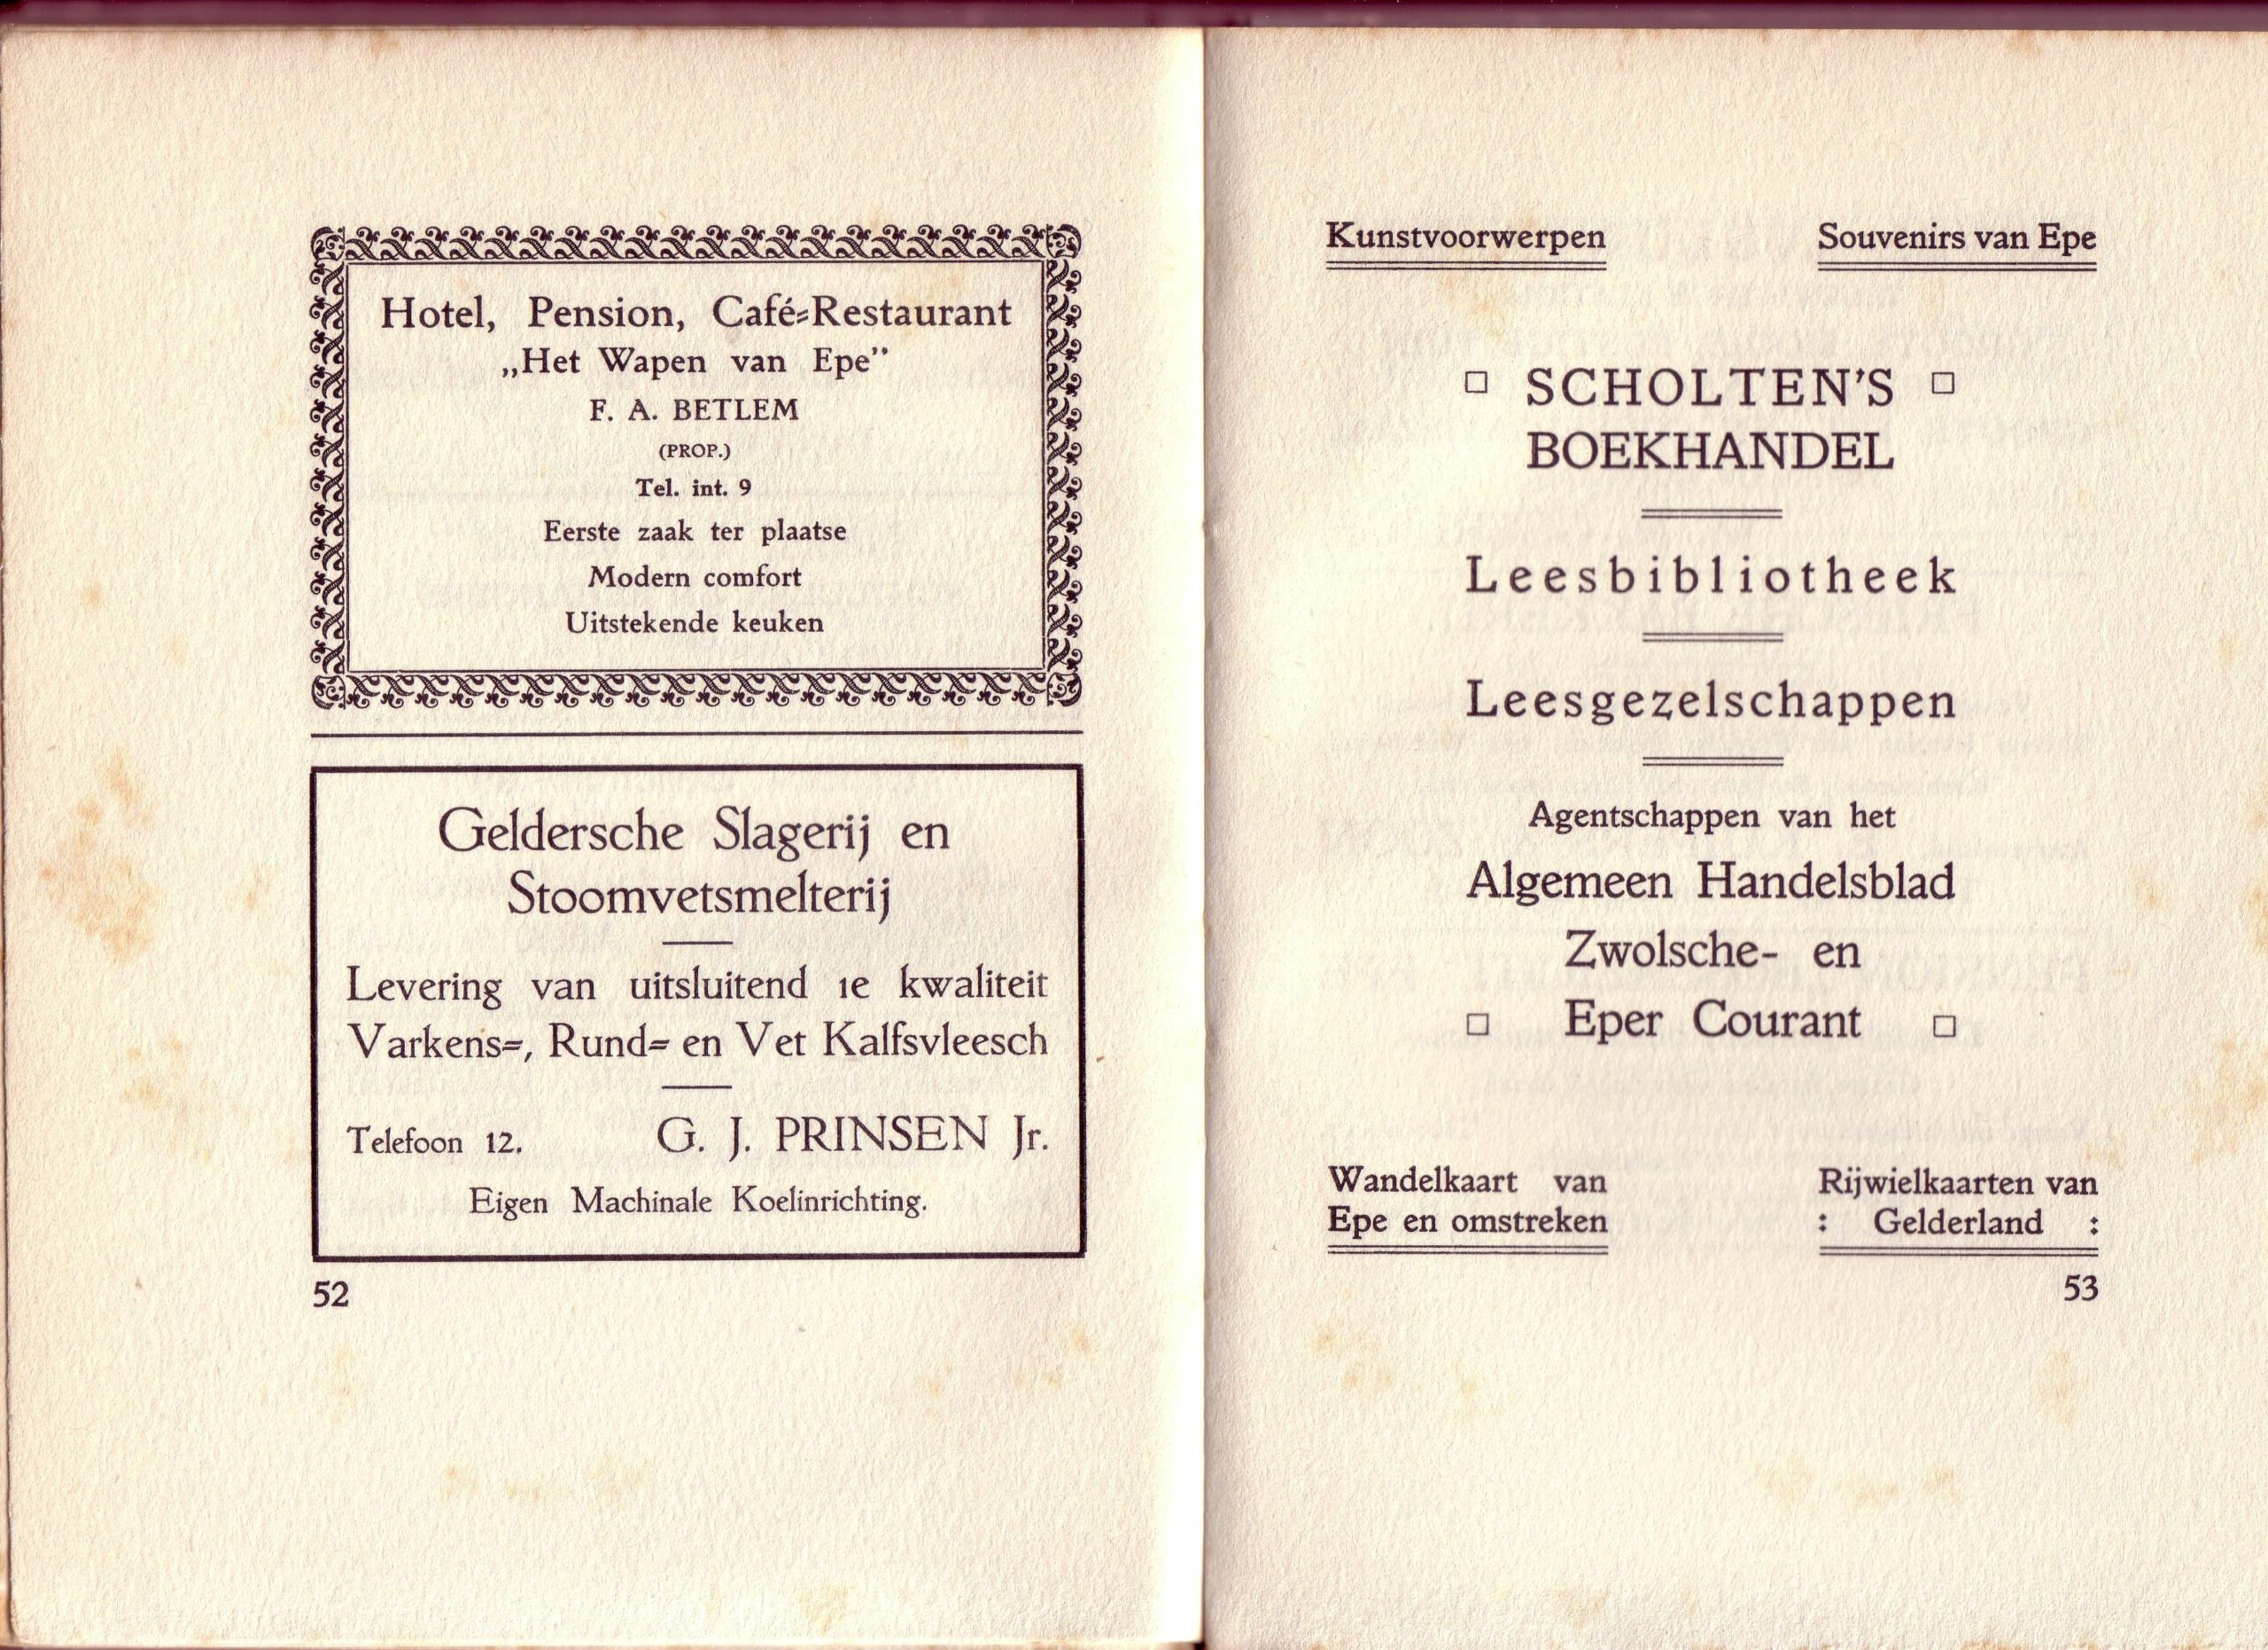 Hotel, Pension, Café-Restaurant
„Het Wapen van Epe”
F. A. BETLEM
(PROP.)
Tel. int. 9
Eerste zaak ter plaatse
Modern comfort
Uitstekende keuken
Geldersche Slagerij en
Stoomvetsmelterij
Levering van uitsluitend 1e kwaliteit
Varkens-, Rund- en Vet Kalfsvleesch
Telefoon 12. G. J. PRINSEN Jr.
Eigen Machinale Koelinrichting.
52
Kunstvoorwerpen Souvenirs van Epe
SCHOLTEN'S
BOEKHANDEL
Leesbibliotheek
Leesgezelschappen
Agentschappen van het
Algemeen Handelsblad
Zwolsche- en
Eper Courant
Wandelkaart van
Epe en omstreken
Rijwielkaarten van
: Gelderland :
53